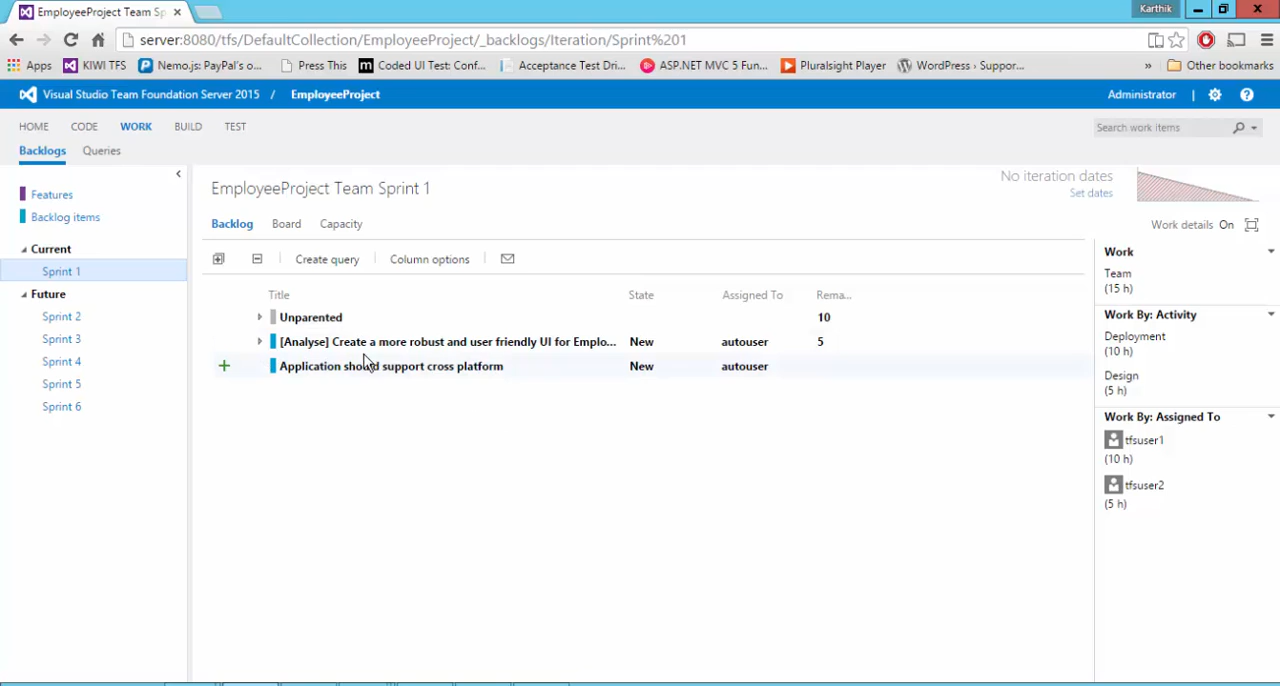 EmployeeProject Team Sp
Karthik
server:8080/tfs/DefaultCollection/EmployeeProject/_backlogs/Iteration/Sprint%201
Apps KIWI TFS Nemo.js: PayPal's o... Press This Coded UI Test: Conf... Acceptance Test Dri... ASP.NET MVC 5 Fun... Pluralsight Player WordPress › Suppor... » Other bookmarks
Visual Studio Team Foundation Server 2015 / EmployeeProject Administrator | ?
HOME CODE WORK BUILD TEST Search work items
Backlogs Queries
Features
Backlog items
Current
Sprint 1
Future
Sprint 2
Sprint 3
Sprint 4
Sprint 5
Sprint 6
EmployeeProject Team Sprint 1
No iteration dates
Set dates
Backlog Board Capacity
Work details On
Create query Column options
Title State Assigned To Rema...
Unparented 10
[Analyse] Create a more robust and user friendly UI for Emplo... New autouser 5
Application should support cross platform New autouser
Work
Team
(15 h)
Work By: Activity
Deployment
(10 h)
Design
(5 h)
Work By: Assigned To
tfsuser1
(10 h)
tfsuser2
(5 h)